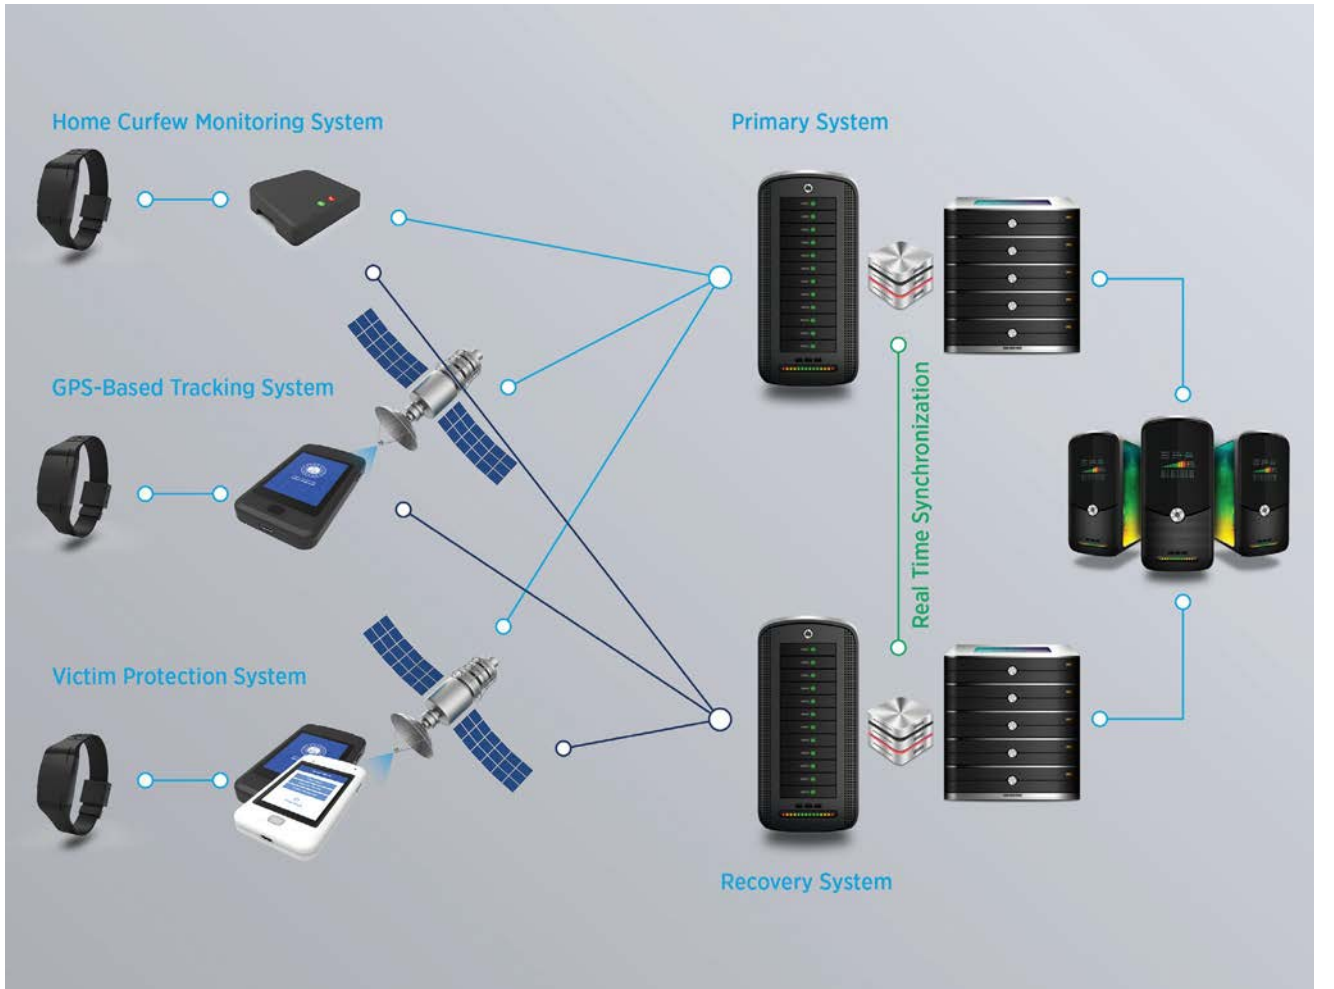 Home Curfew Monitoring System
Primary System
GPS-Based Tracking System
Real Time Synchronization
Victim Protection System
Recovery System